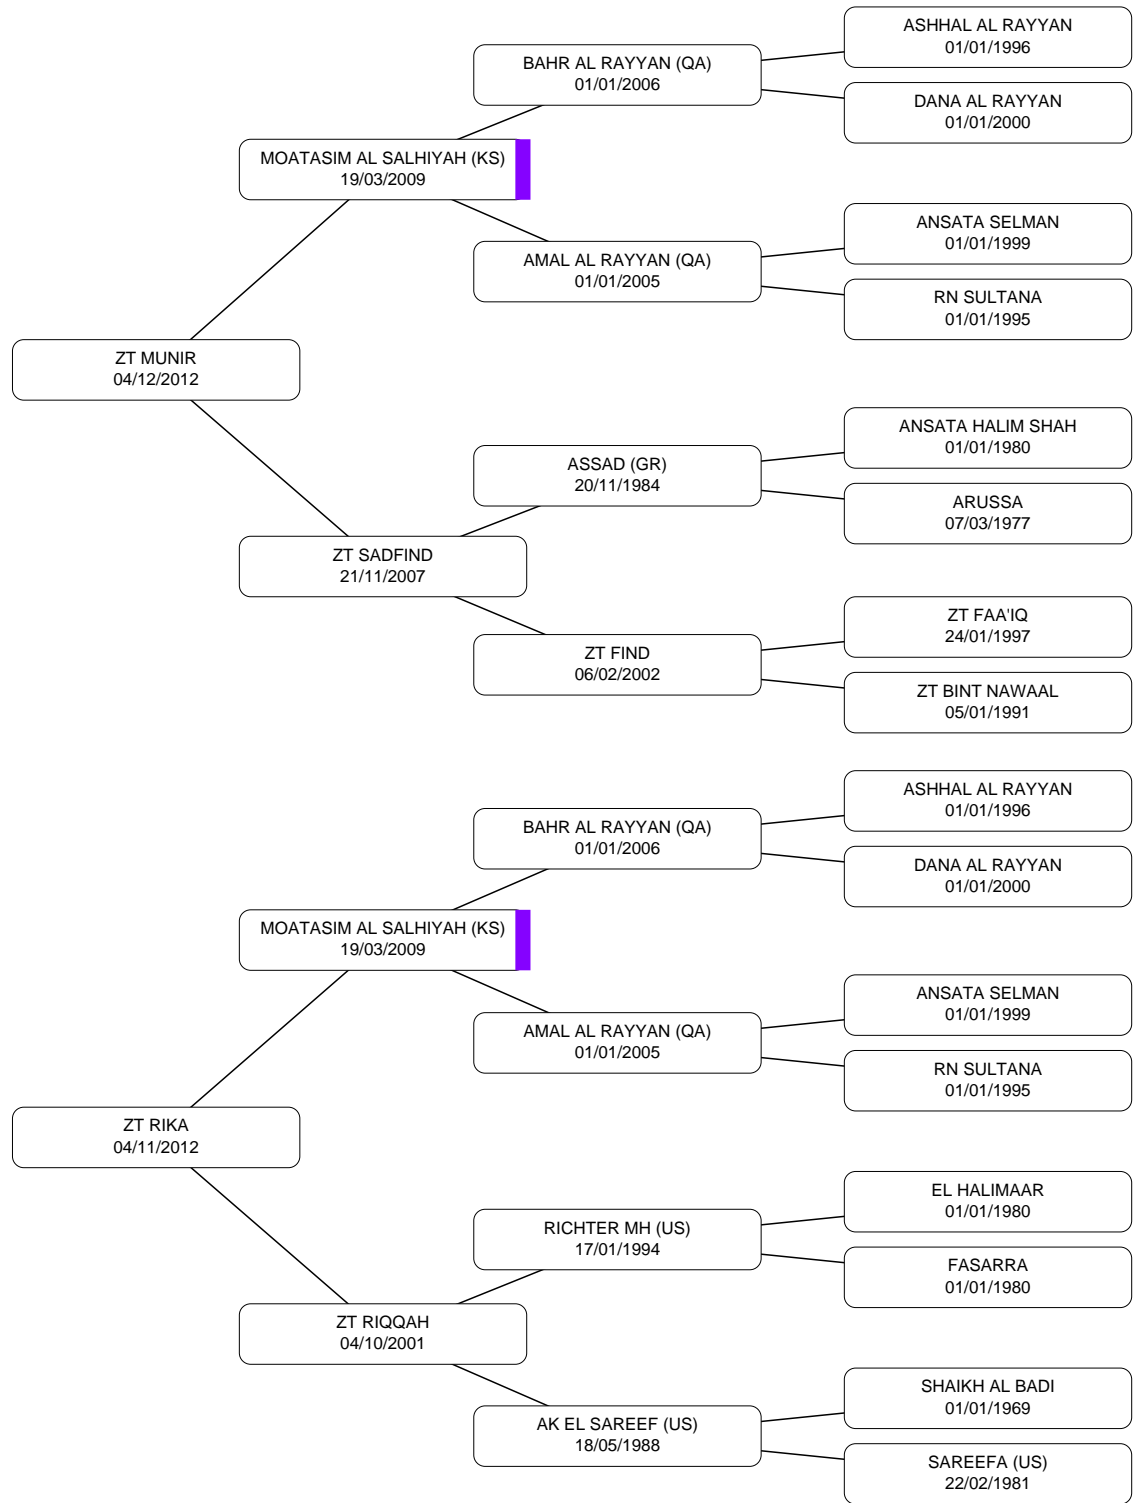 ASHHAL AL RAYYAN
01/01/1996
BAHR AL RAYYAN (QA)
01/01/2006
DANA AL RAYYAN
01/01/2000
MOATASIM AL SALHIYAH (KS)
19/03/2009
ANSATA SELMAN
01/01/1999
AMAL AL RAYYAN (QA)
01/01/2005
RN SULTANA
01/01/1995
ZT MUNIR
04/12/2012
ANSATA HALIM SHAH
01/01/1980
ASSAD (GR)
20/11/1984
ARUSSA
07/03/1977
ZT SADFIND
21/11/2007
ZT FAA'IQ
24/01/1997
ZT FIND
06/02/2002
ZT BINT NAWAAL
05/01/1991
ASHHAL AL RAYYAN
01/01/1996
BAHR AL RAYYAN (QA)
01/01/2006
DANA AL RAYYAN
01/01/2000
MOATASIM AL SALHIYAH (KS)
19/03/2009
ANSATA SELMAN
01/01/1999
AMAL AL RAYYAN (QA)
01/01/2005
RN SULTANA
01/01/1995
ZT RIKA
04/11/2012
EL HALIMAAR
01/01/1980
RICHTER MH (US)
17/01/1994
FASARRA
01/01/1980
ZT RIQQAH
04/10/2001
SHAIKH AL BADI
01/01/1969
AK EL SAREEF (US)
18/05/1988
SAREEFA (US)
22/02/1981